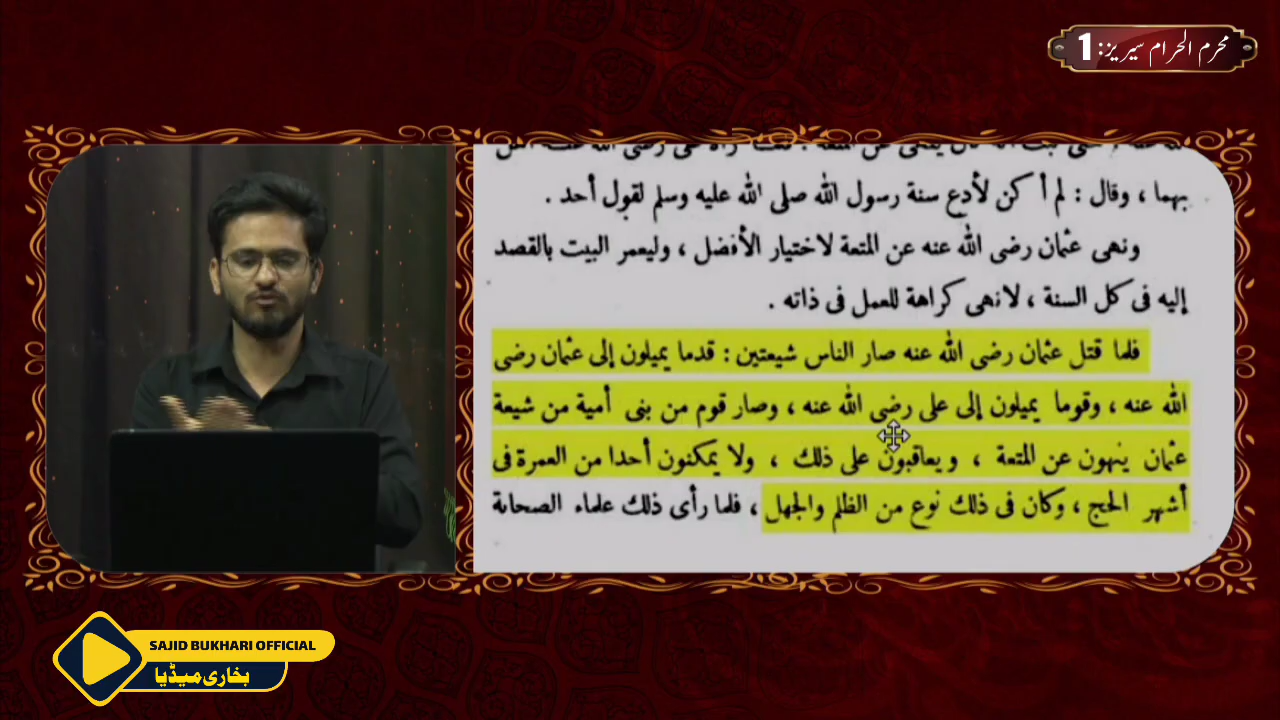 محرم الحرام سیریز: 1
بهما ، وقال : لم أكن لأدع سنة رسول الله صلى الله عليه وسلم لقول أحد .
ونهى عثمان رضى الله عنه عن المتعة لاختيار الأفضل ، وليعمر البيت بالقصد
إليه فى كل السنة ، لا نهى كراهة للعمل فى ذاته .
فلما قتل عثمان رضى الله عنه صار الناس شيعتين : قدما يميلون إلى عثمان رضى
الله عنه ، وقوما يميلون إلى على رضى الله عنه ، وصار قوم من بنى أمية من شيعة
عثمان ينهون عن المتعة ، ويعاقبون على ذلك ، ولا يمكنون أحدا من العمرة فى
أشهر الحج ، وكان فى ذلك نوع من الظلم والجهل ، فلما رأى ذلك علماء الصحابة
SAJID BUKHARI OFFICIAL
بخاری میڈیا